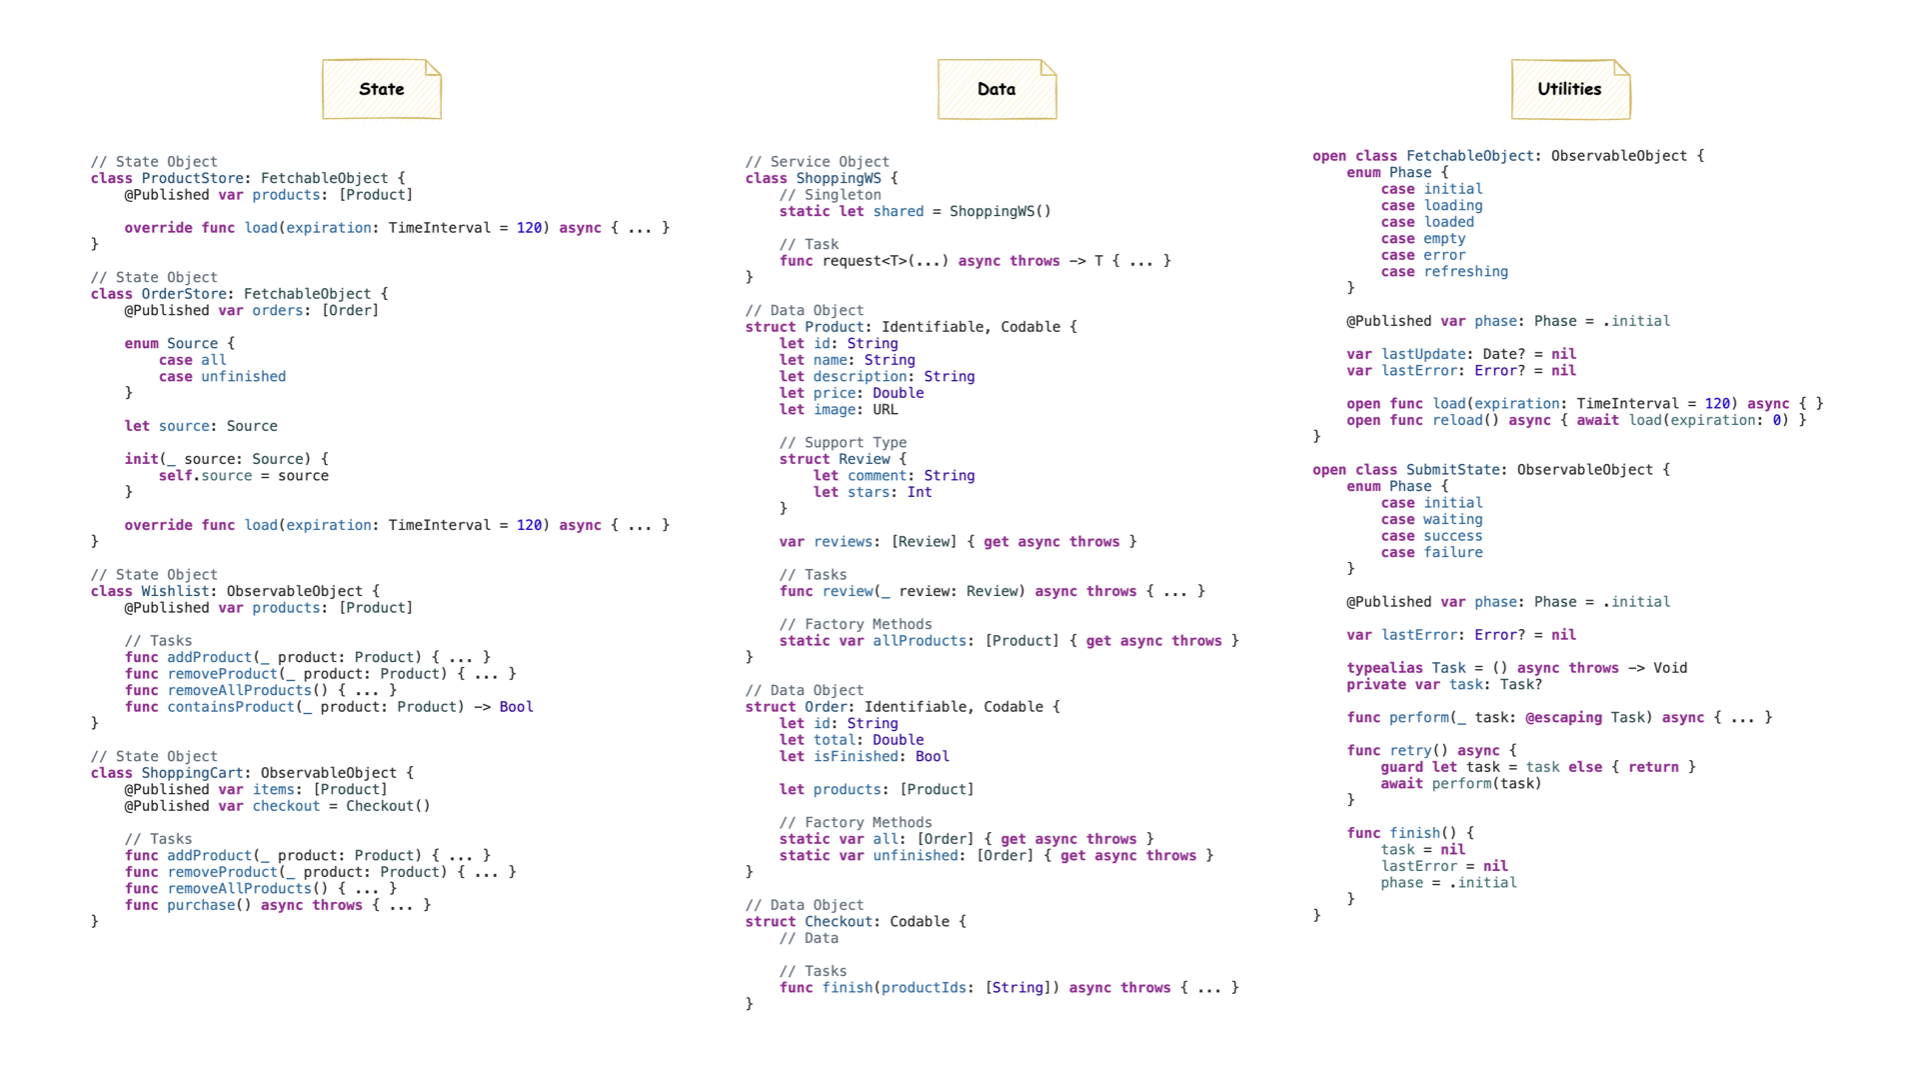 State
// State Object
class ProductStore: FetchableObject {
    @Published var products: [Product]

    override func load(expiration: TimeInterval = 120) async { ... }
}

// State Object
class OrderStore: FetchableObject {
    @Published var orders: [Order]

    enum Source {
        case all
        case unfinished
    }

    let source: Source

    init(_ source: Source) {
        self.source = source
    }

    override func load(expiration: TimeInterval = 120) async { ... }
}

// State Object
class Wishlist: ObservableObject {
    @Published var products: [Product]

    // Tasks
    func addProduct(_ product: Product) { ... }
    func removeProduct(_ product: Product) { ... }
    func removeAllProducts() { ... }
    func containsProduct(_ product: Product) -> Bool
}

// State Object
class ShoppingCart: ObservableObject {
    @Published var items: [Product]
    @Published var checkout = Checkout()

    // Tasks
    func addProduct(_ product: Product) { ... }
    func removeProduct(_ product: Product) { ... }
    func removeAllProducts() { ... }
    func purchase() async throws { ... }
}

Data
// Service Object
class ShoppingWS {
    // Singleton
    static let shared = ShoppingWS()

    // Task
    func request<T>(...) async throws -> T { ... }
}

// Data Object
struct Product: Identifiable, Codable {
    let id: String
    let name: String
    let description: String
    let price: Double
    let image: URL

    // Support Type
    struct Review {
        let comment: String
        let stars: Int
    }

    var reviews: [Review] { get async throws }

    // Tasks
    func review(_ review: Review) async throws { ... }

    // Factory Methods
    static var allProducts: [Product] { get async throws }
}

// Data Object
struct Order: Identifiable, Codable {
    let id: String
    let total: Double
    let isFinished: Bool

    let products: [Product]

    // Factory Methods
    static var all: [Order] { get async throws }
    static var unfinished: [Order] { get async throws }
}

// Data Object
struct Checkout: Codable {
    // Data

    // Tasks
    func finish(productIds: [String]) async throws { ... }
}

Utilities
open class FetchableObject: ObservableObject {
    enum Phase {
        case initial
        case loading
        case loaded
        case empty
        case error
        case refreshing
    }

    @Published var phase: Phase = .initial

    var lastUpdate: Date? = nil
    var lastError: Error? = nil

    open func load(expiration: TimeInterval = 120) async { }
    open func reload() async { await load(expiration: 0) }
}

open class SubmitState: ObservableObject {
    enum Phase {
        case initial
        case waiting
        case success
        case failure
    }

    @Published var phase: Phase = .initial

    var lastError: Error? = nil

    typealias Task = () async throws -> Void
    private var task: Task?

    func perform(_ task: @escaping Task) async { ... }

    func retry() async {
        guard let task = task else { return }
        await perform(task)
    }

    func finish() {
        task = nil
        lastError = nil
        phase = .initial
    }
}